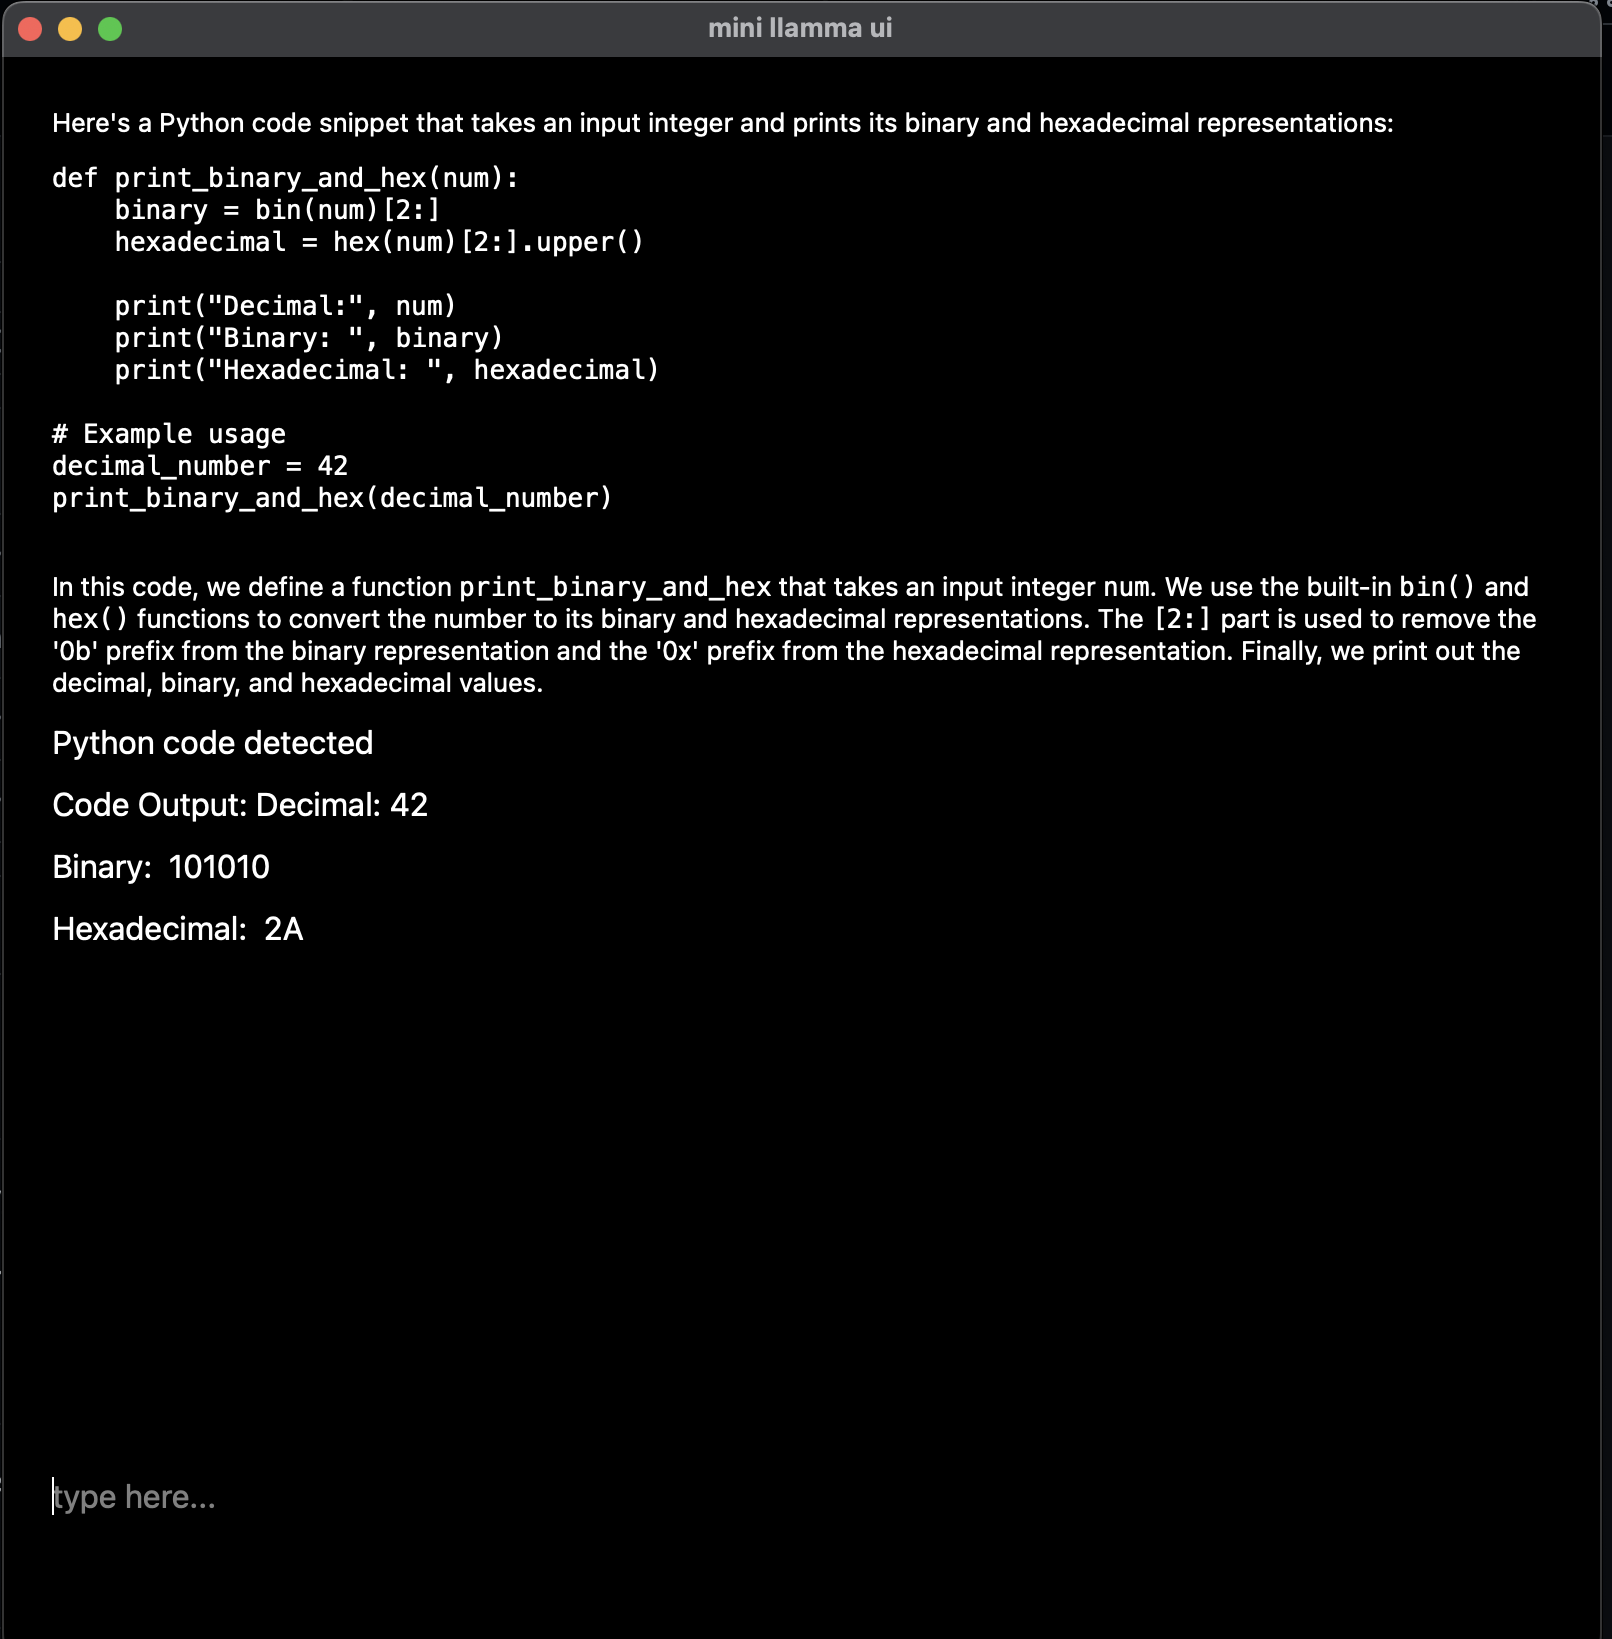 mini llamma ui
Here's a Python code snippet that takes an input integer and prints its binary and hexadecimal representations:
def print_binary_and_hex(num):
    binary = bin(num)[2:]
    hexadecimal = hex(num)[2:].upper()

    print("Decimal:", num)
    print("Binary: ", binary)
    print("Hexadecimal: ", hexadecimal)

# Example usage
decimal_number = 42
print_binary_and_hex(decimal_number)

In this code, we define a function print_binary_and_hex that takes an input integer num. We use the built-in bin() and
hex() functions to convert the number to its binary and hexadecimal representations. The [2:] part is used to remove the
'0b' prefix from the binary representation and the '0x' prefix from the hexadecimal representation. Finally, we print out the
decimal, binary, and hexadecimal values.
Python code detected
Code Output: Decimal: 42
Binary:  101010
Hexadecimal:  2A
type here...